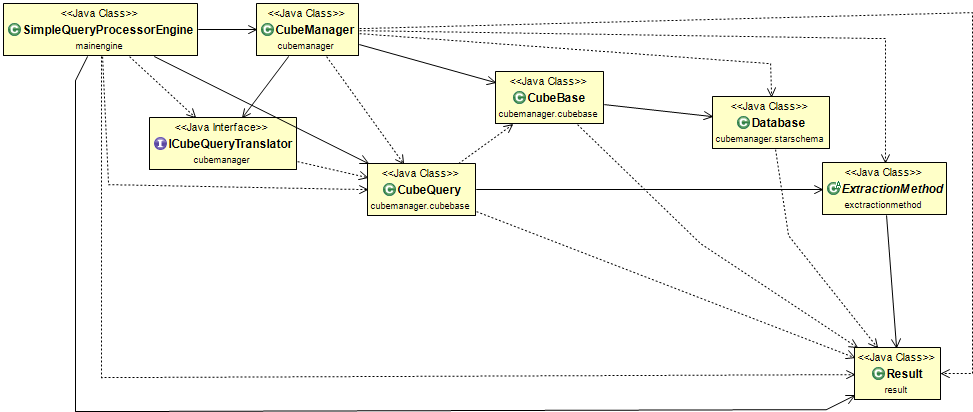 <<Java Class>>
SimpleQueryProcessorEngine
mainengine
<<Java Class>>
CubeManager
cubemanager
<<Java Class>>
CubeBase
cubemanager.cubebase
<<Java Class>>
Database
cubemanager.starschema
<<Java Interface>>
ICubeQueryTranslator
cubemanager
<<Java Class>>
CubeQuery
cubemanager.cubebase
<<Java Class>>
ExtractionMethod
exctractionmethod
<<Java Class>>
Result
result